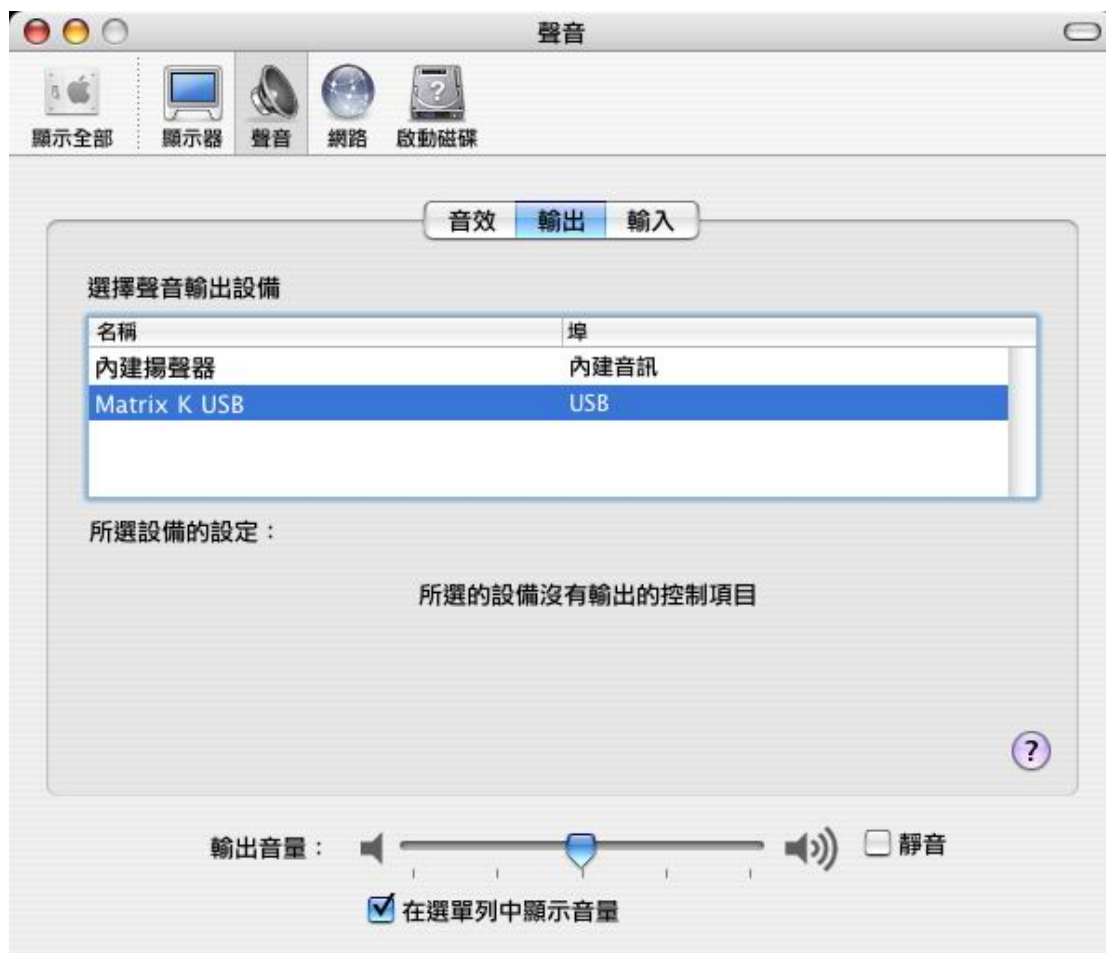 聲音
顯示全部 顯示器 聲音 網路 啟動磁碟
音效 輸出 輸入
選擇聲音輸出設備
名稱 埠
內建揚聲器 內建音訊
Matrix K USB USB
所選設備的設定：
所選的設備沒有輸出的控制項目
?
輸出音量： 靜音
在選單列中顯示音量